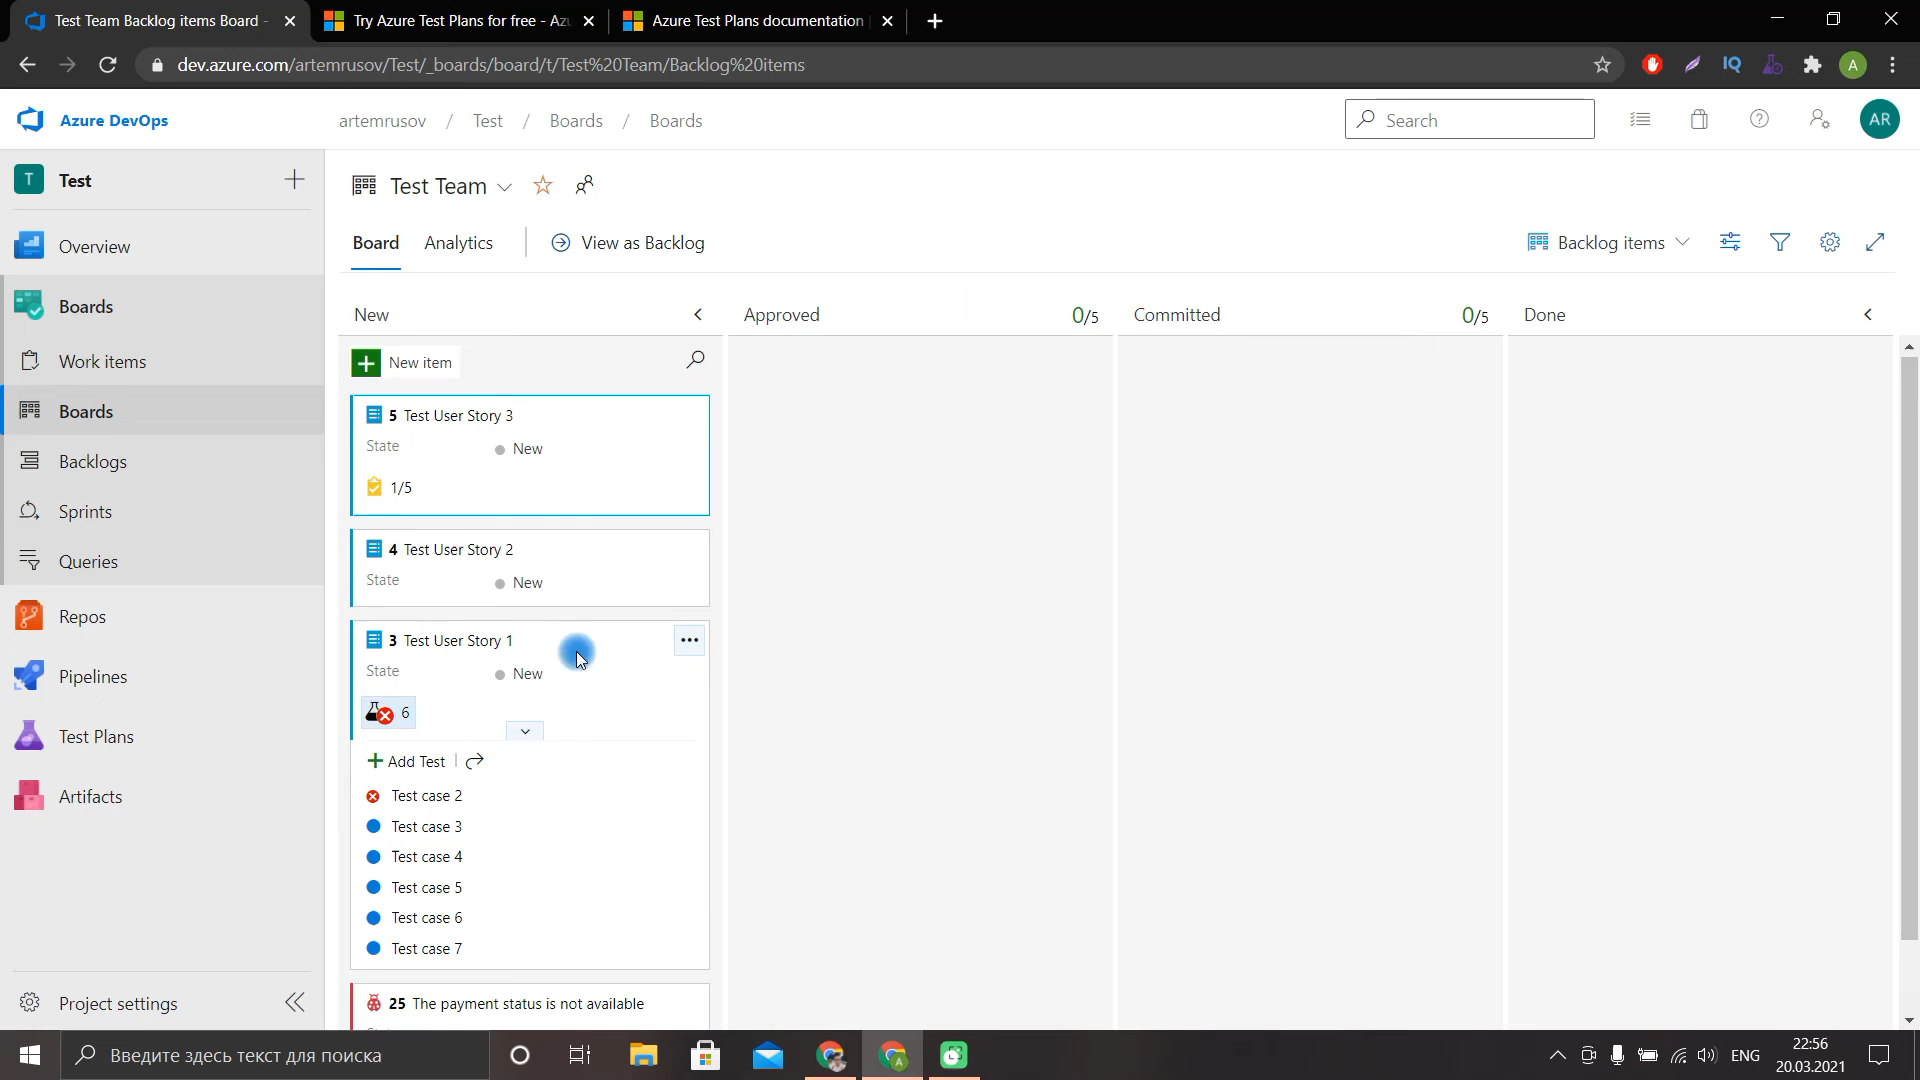 Test Team Backlog items Board -
Try Azure Test Plans for free - Az
Azure Test Plans documentation
dev.azure.com/artemrusov/Test/_boards/board/t/Test%20Team/Backlog%20items
IQ
A
Azure DevOps
artemrusov / Test / Boards / Boards
Search
AR
T Test
Overview
Boards
Work items
Boards
Backlogs
Sprints
Queries
Repos
Pipelines
Test Plans
Artifacts
Project settings
Test Team
Board
Analytics
View as Backlog
Backlog items
New
Approved 0/5
Committed 0/5
Done
New item
5 Test User Story 3
State New
1/5
4 Test User Story 2
State New
3 Test User Story 1
State New
6
Add Test
Test case 2
Test case 3
Test case 4
Test case 5
Test case 6
Test case 7
25 The payment status is not available
Введите здесь текст для поиска
A
ENG
22:56
20.03.2021